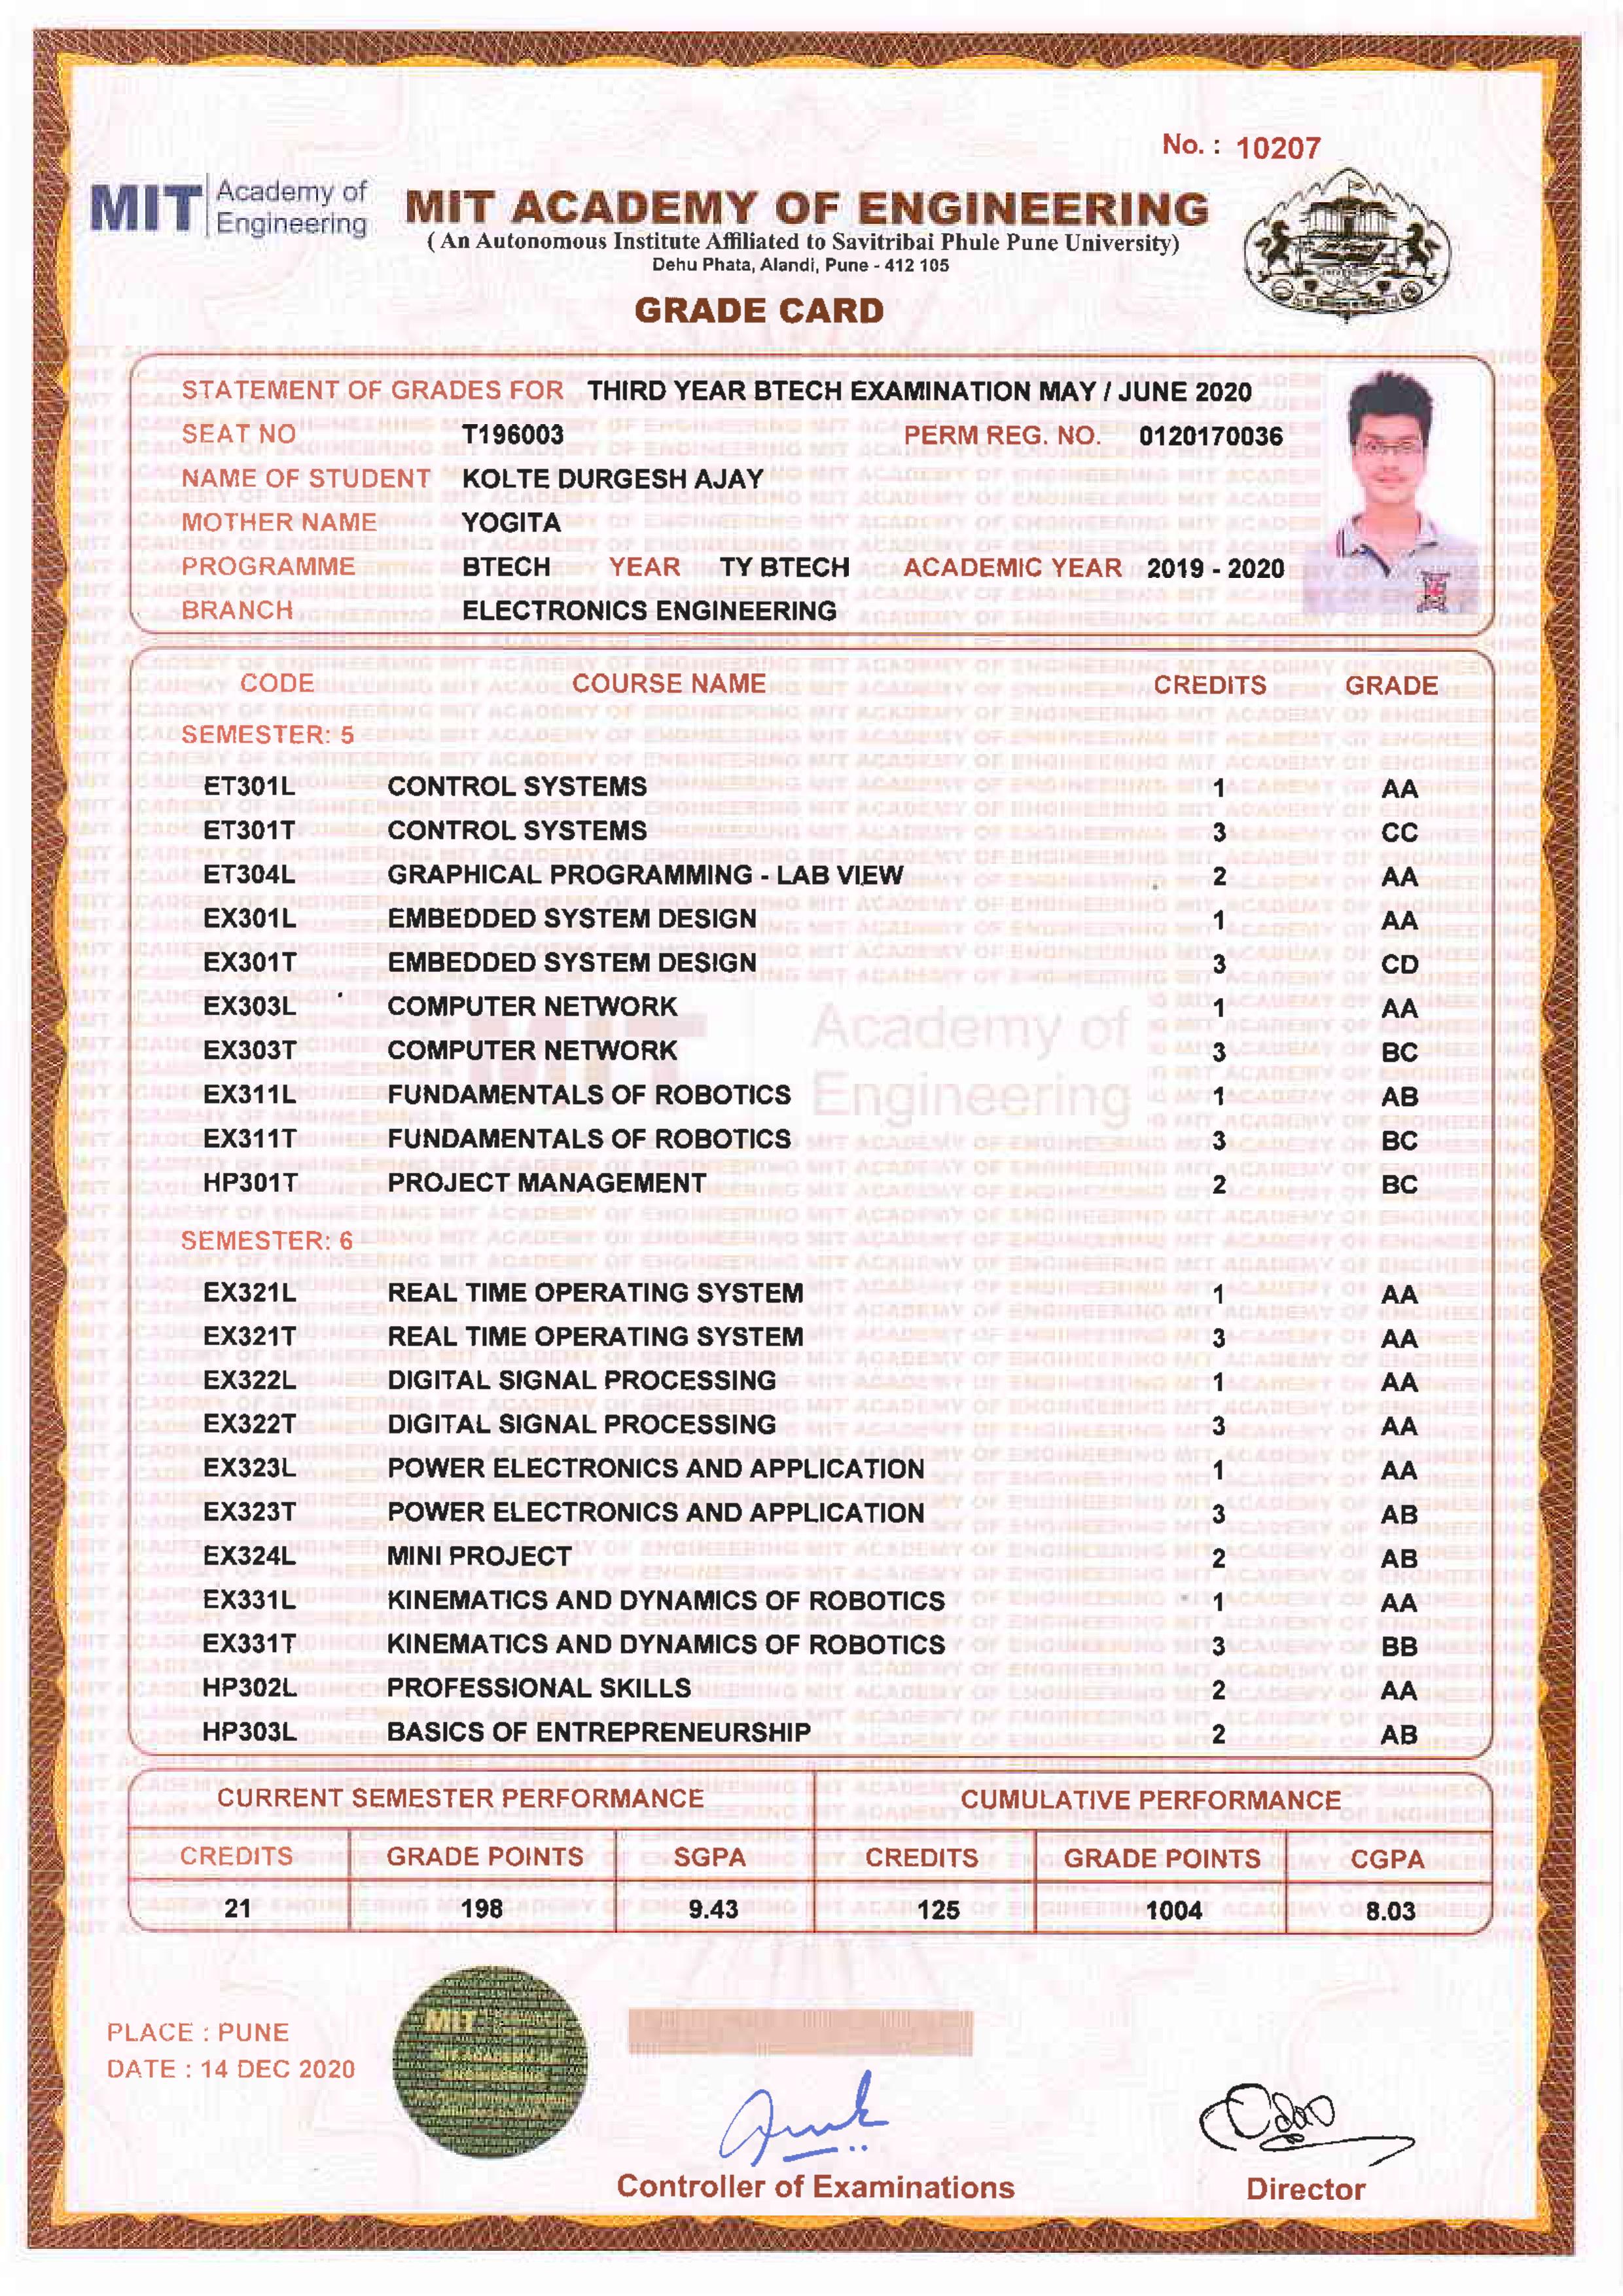 No. : 10207
MIT Academy of Engineering
MIT ACADEMY OF ENGINEERING
( An Autonomous Institute Affiliated to Savitribai Phule Pune University)
Dehu Phata, Alandi, Pune - 412 105
GRADE CARD
STATEMENT OF GRADES FOR THIRD YEAR BTECH EXAMINATION MAY / JUNE 2020
SEAT NO T196003 PERM REG. NO. 0120170036
NAME OF STUDENT KOLTE DURGESH AJAY
MOTHER NAME YOGITA
PROGRAMME BTECH YEAR TY BTECH ACADEMIC YEAR 2019 - 2020
BRANCH ELECTRONICS ENGINEERING
CODE COURSE NAME CREDITS GRADE
SEMESTER: 5
ET301L CONTROL SYSTEMS 1 AA
ET301T CONTROL SYSTEMS 3 CC
ET304L GRAPHICAL PROGRAMMING - LAB VIEW 2 AA
EX301L EMBEDDED SYSTEM DESIGN 1 AA
EX301T EMBEDDED SYSTEM DESIGN 3 CD
EX303L COMPUTER NETWORK 1 AA
EX303T COMPUTER NETWORK 3 BC
EX311L FUNDAMENTALS OF ROBOTICS 1 AB
EX311T FUNDAMENTALS OF ROBOTICS 3 BC
HP301T PROJECT MANAGEMENT 2 BC
SEMESTER: 6
EX321L REAL TIME OPERATING SYSTEM 1 AA
EX321T REAL TIME OPERATING SYSTEM 3 AA
EX322L DIGITAL SIGNAL PROCESSING 1 AA
EX322T DIGITAL SIGNAL PROCESSING 3 AA
EX323L POWER ELECTRONICS AND APPLICATION 1 AA
EX323T POWER ELECTRONICS AND APPLICATION 3 AB
EX324L MINI PROJECT 2 AB
EX331L KINEMATICS AND DYNAMICS OF ROBOTICS 1 AA
EX331T KINEMATICS AND DYNAMICS OF ROBOTICS 3 BB
HP302L PROFESSIONAL SKILLS 2 AA
HP303L BASICS OF ENTREPRENEURSHIP 2 AB
CURRENT SEMESTER PERFORMANCE CUMULATIVE PERFORMANCE
CREDITS GRADE POINTS SGPA CREDITS GRADE POINTS CGPA
21 198 9.43 125 1004 8.03
PLACE : PUNE
DATE : 14 DEC 2020
MIT
Controller of Examinations Director